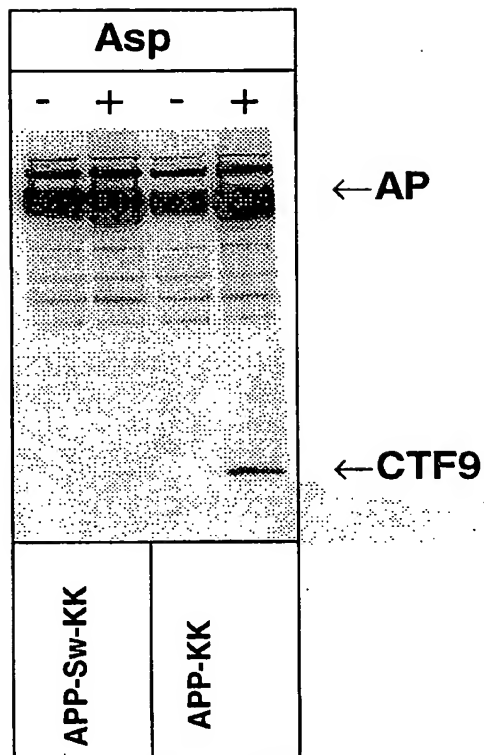 Asp
- + - +
←AP
←CTF9
APP-Sw-KK
APP-KK